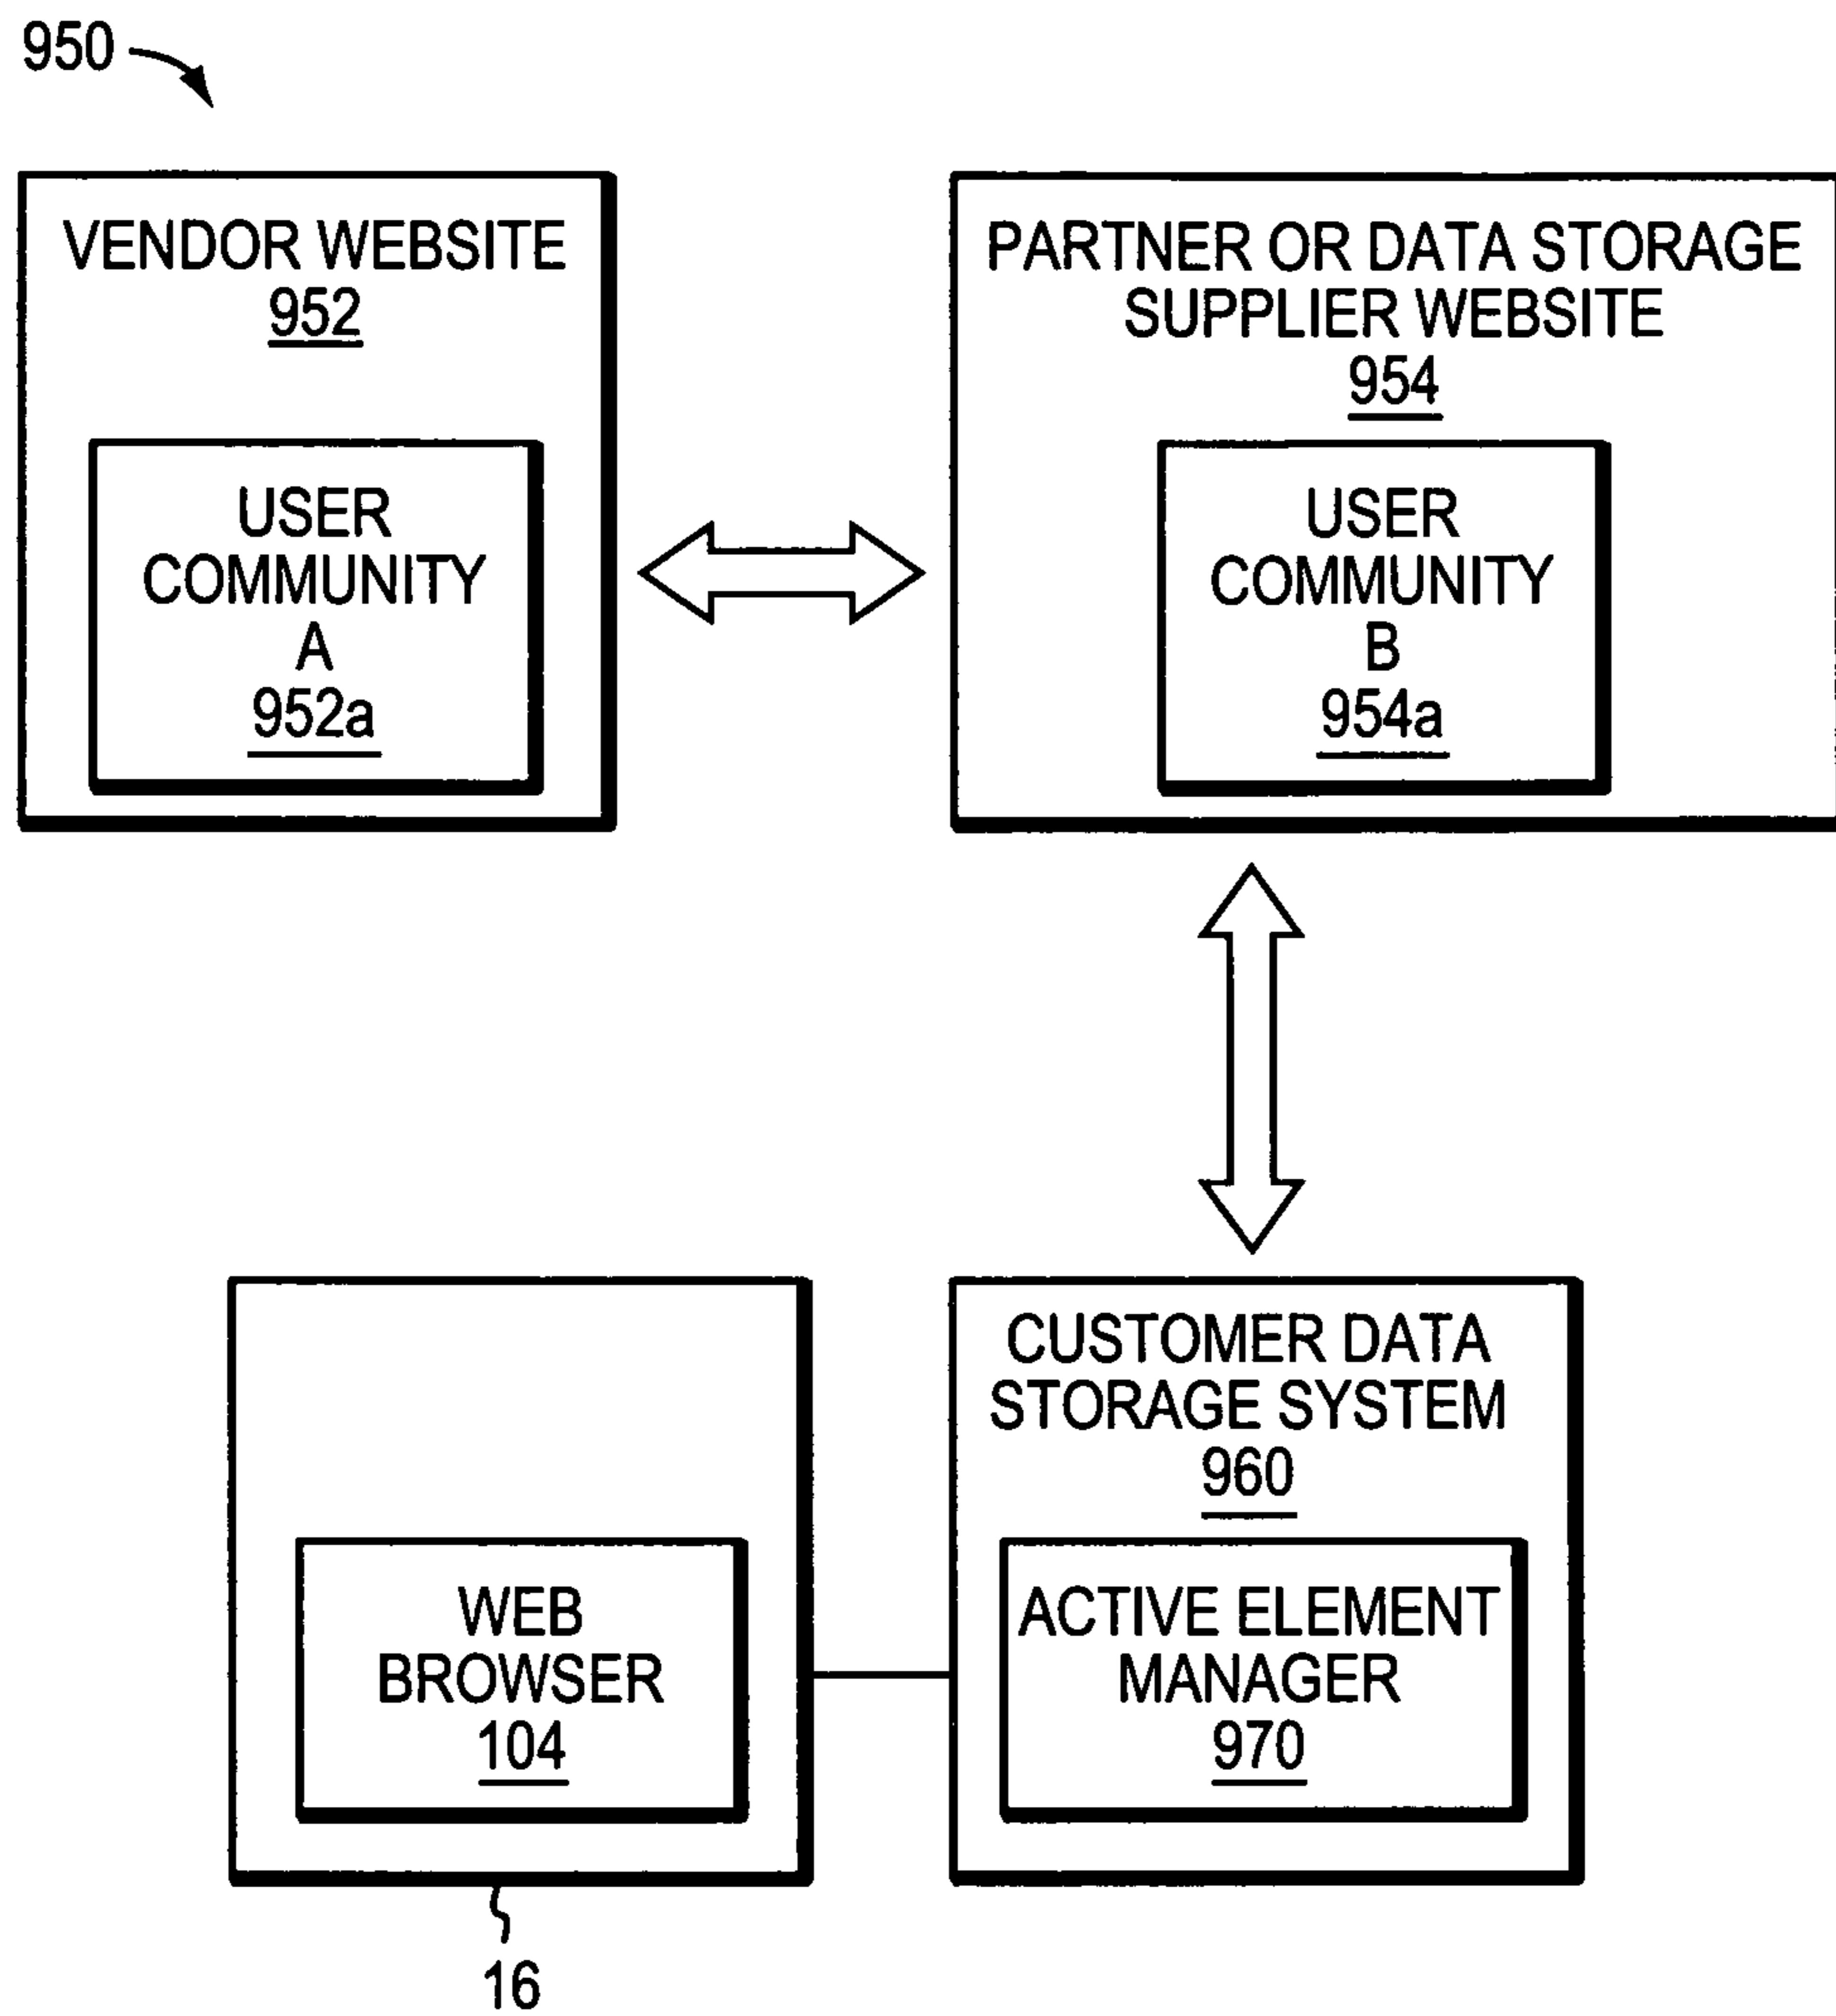 950
VENDOR WEBSITE
952
USER
COMMUNITY
A
952a
PARTNER OR DATA STORAGE
SUPPLIER WEBSITE
954
USER
COMMUNITY
B
954a
WEB
BROWSER
104
16
CUSTOMER DATA
STORAGE SYSTEM
960
ACTIVE ELEMENT
MANAGER
970